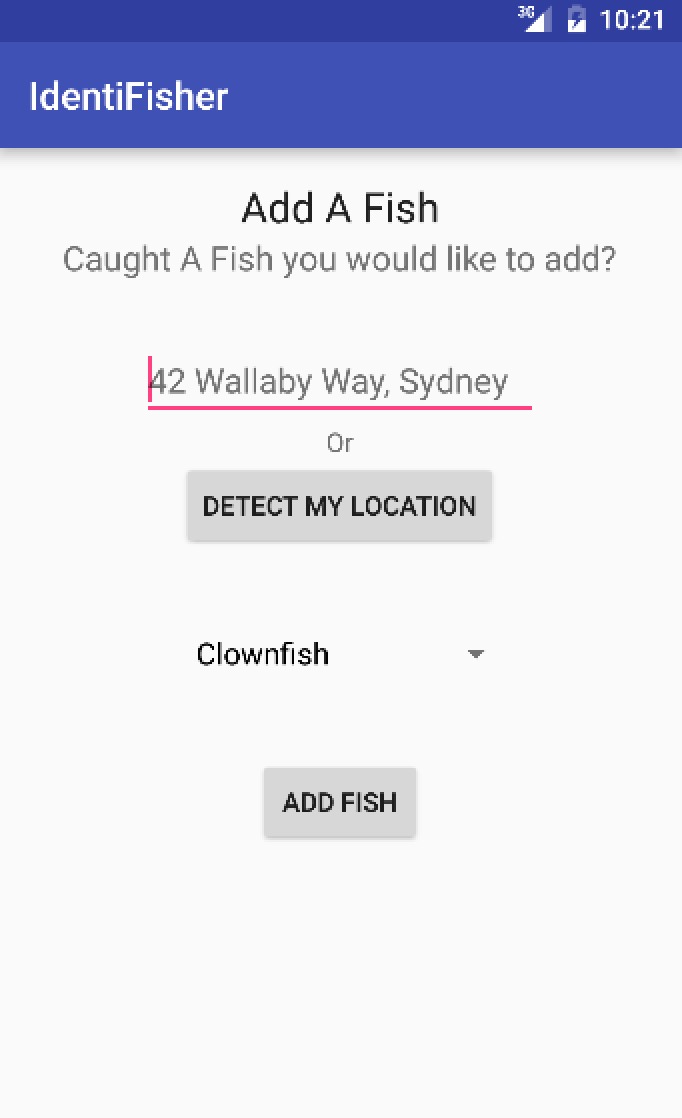 3G 10:21
IdentiFisher
Add A Fish
Caught A Fish you would like to add?
42 Wallaby Way, Sydney
Or
DETECT MY LOCATION
Clownfish
ADD FISH